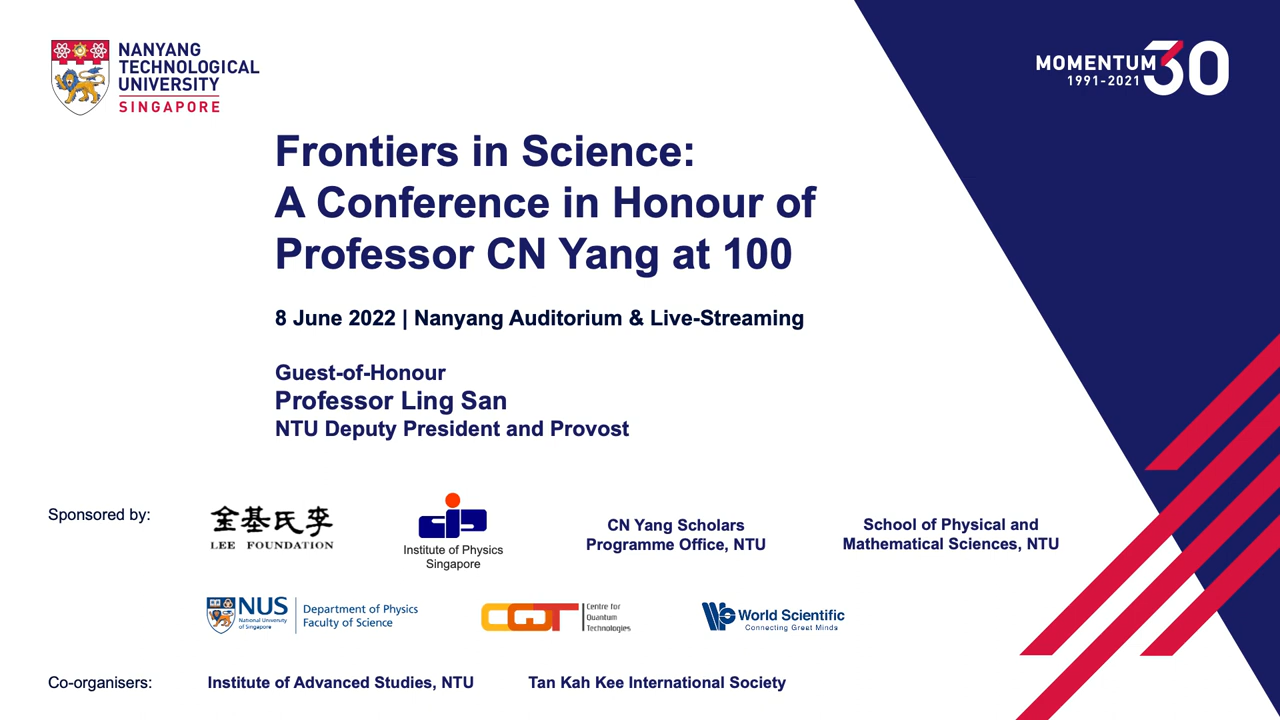 NANYANG
TECHNOLOGICAL
UNIVERSITY
SINGAPORE
MOMENTUM30
1991-2021
Frontiers in Science:
A Conference in Honour of
Professor CN Yang at 100
8 June 2022 | Nanyang Auditorium & Live-Streaming
Guest-of-Honour
Professor Ling San
NTU Deputy President and Provost
Sponsored by:
金基氏李
LEE FOUNDATION
Institute of Physics
Singapore
CN Yang Scholars
Programme Office, NTU
School of Physical and
Mathematical Sciences, NTU
NUS
National University
of Singapore
Department of Physics
Faculty of Science
CQT
Centre for
Quantum
Technologies
World Scientific
Connecting Great Minds
Co-organisers:
Institute of Advanced Studies, NTU
Tan Kah Kee International Society